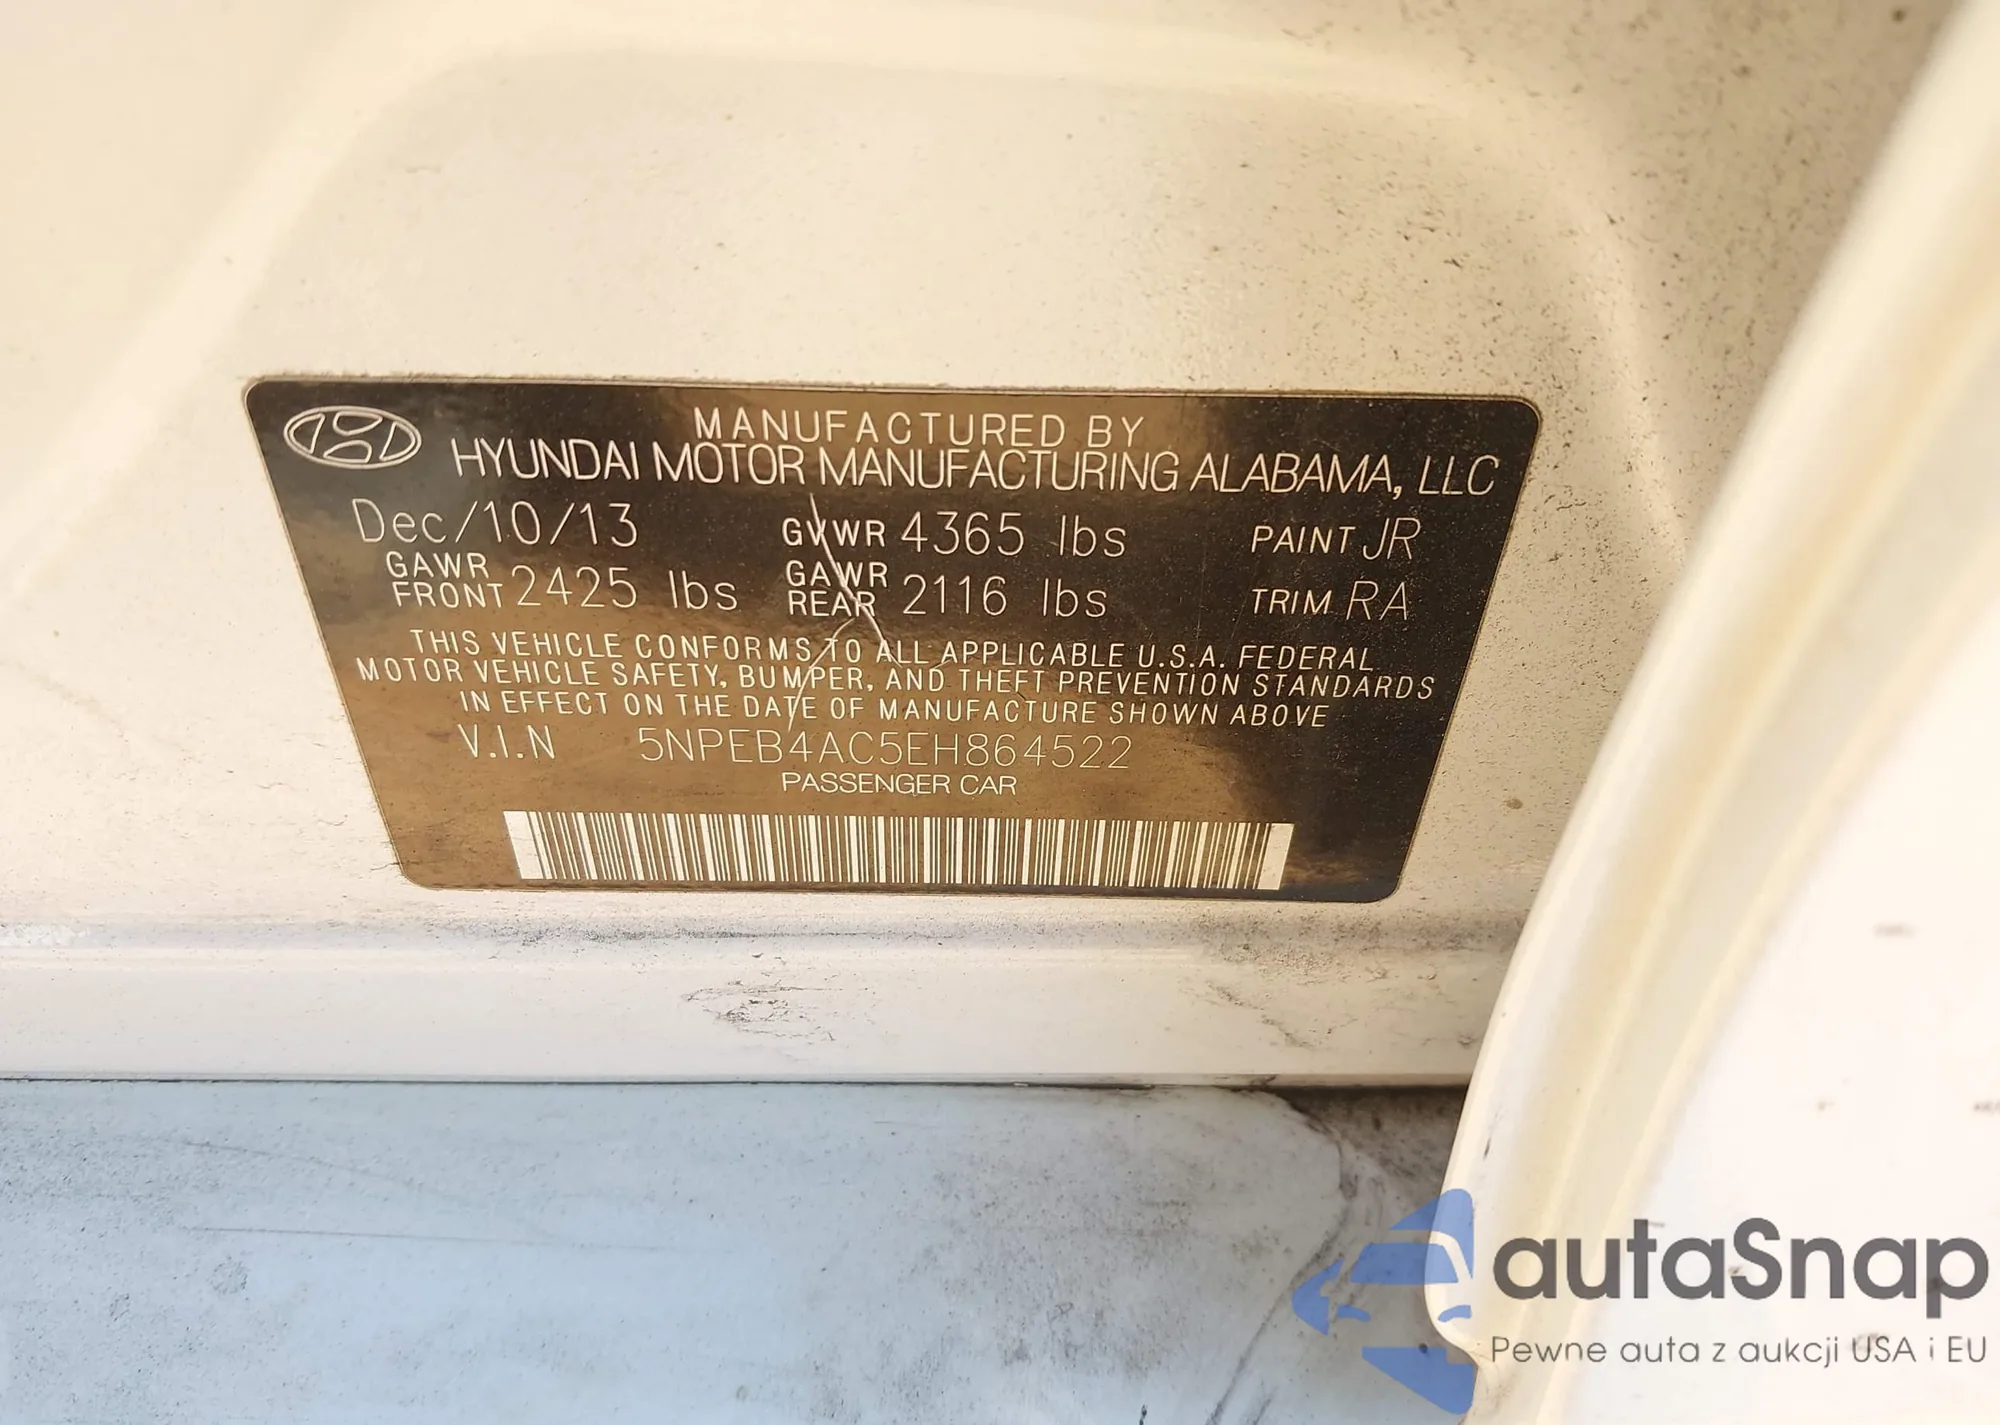 MANUFACTURED BY
HYUNDAI MOTOR MANUFACTURING ALABAMA, LLC
Dec/10/13 GVWR 4365 lbs PAINT JR
GAWR FRONT 2425 lbs GAWR REAR 2116 lbs TRIM RA
THIS VEHICLE CONFORMS TO ALL APPLICABLE U.S.A. FEDERAL
MOTOR VEHICLE SAFETY, BUMPER, AND THEFT PREVENTION STANDARDS
IN EFFECT ON THE DATE OF MANUFACTURE SHOWN ABOVE
V.I.N 5NPEB4AC5EH864522
PASSENGER CAR
autaSnap
Pewne auta z aukcji USA i EU